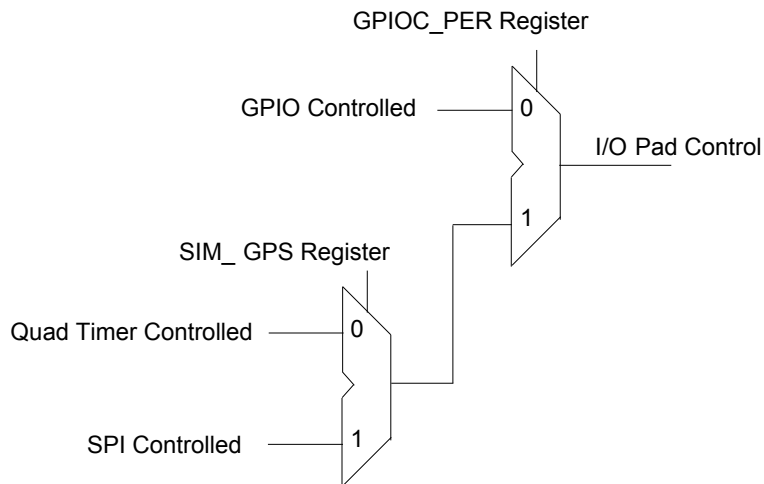 GPIOC_PER Register
GPIO Controlled
0
I/O Pad Control
1
SIM_ GPS Register
Quad Timer Controlled
0
SPI Controlled
1